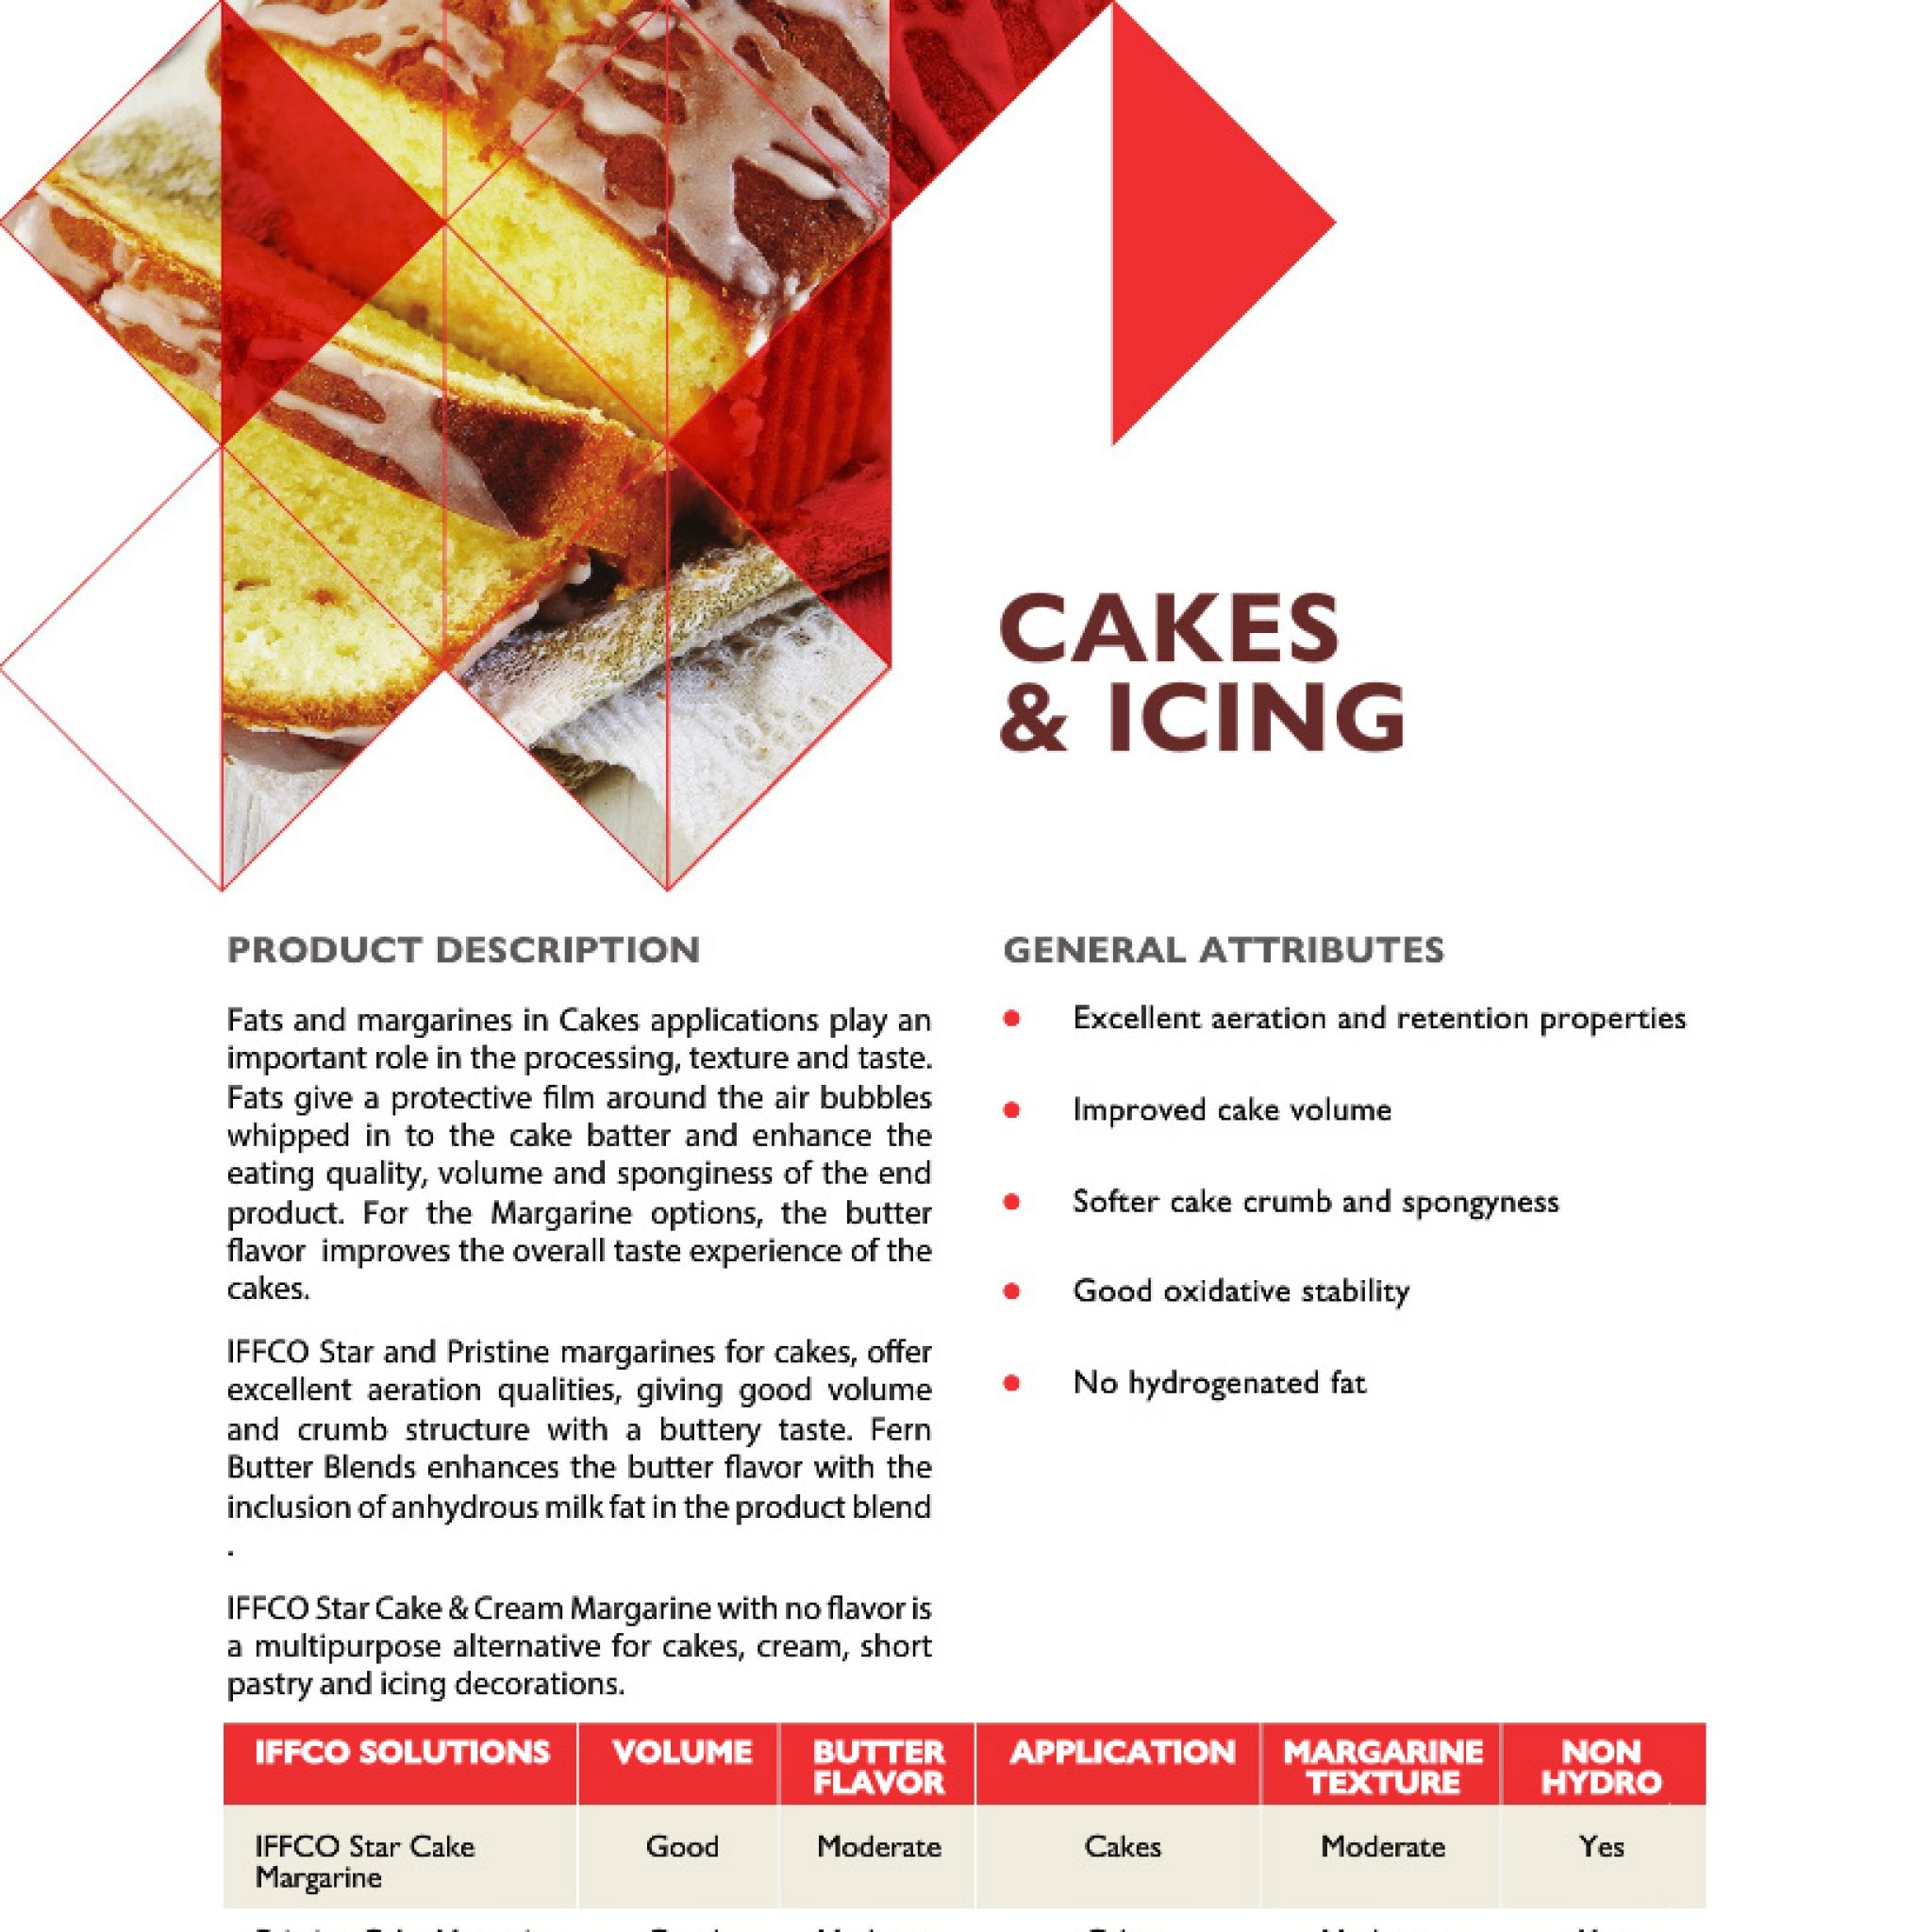 CAKES
& ICING
PRODUCT DESCRIPTION
Fats and margarines in Cakes applications play an
important role in the processing, texture and taste.
Fats give a protective film around the air bubbles
whipped in to the cake batter and enhance the
eating quality, volume and sponginess of the end
product. For the Margarine options, the butter
flavor improves the overall taste experience of the
cakes.
IFFCO Star and Pristine margarines for cakes, offer
excellent aeration qualities, giving good volume
and crumb structure with a buttery taste. Fern
Butter Blends enhances the butter flavor with the
inclusion of anhydrous milk fat in the product blend
.
IFFCO Star Cake & Cream Margarine with no flavor is
a multipurpose alternative for cakes, cream, short
pastry and icing decorations.
GENERAL ATTRIBUTES
Excellent aeration and retention properties
Improved cake volume
Softer cake crumb and spongyness
Good oxidative stability
No hydrogenated fat
IFFCO SOLUTIONS VOLUME BUTTER FLAVOR APPLICATION MARGARINE TEXTURE NON HYDRO
IFFCO Star Cake Margarine Good Moderate Cakes Moderate Yes